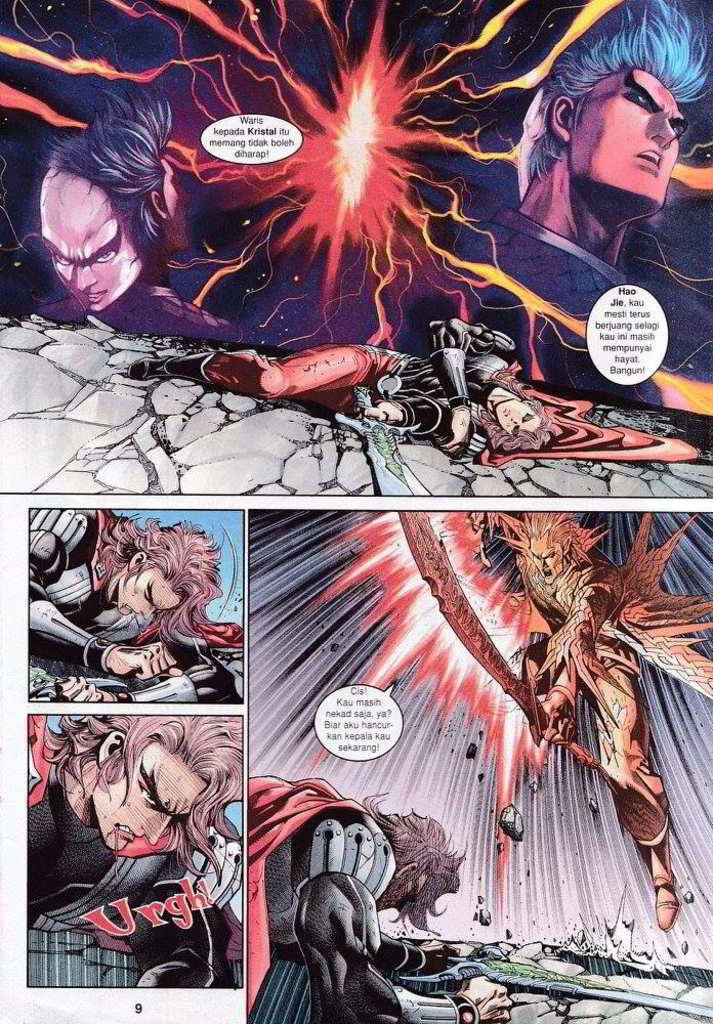 Waris
kepada Kristal itu
memang tidak boleh
diharap!
Hao
Jie, kau
mesti terus
berjuang selagi
kau ini masih
mempunyai
hayat.
Bangun!
Cis!
Kau masih
nekad saja, ya?
Biar aku hancur-
kan kepala kau
sekarang!
Urgh!
9